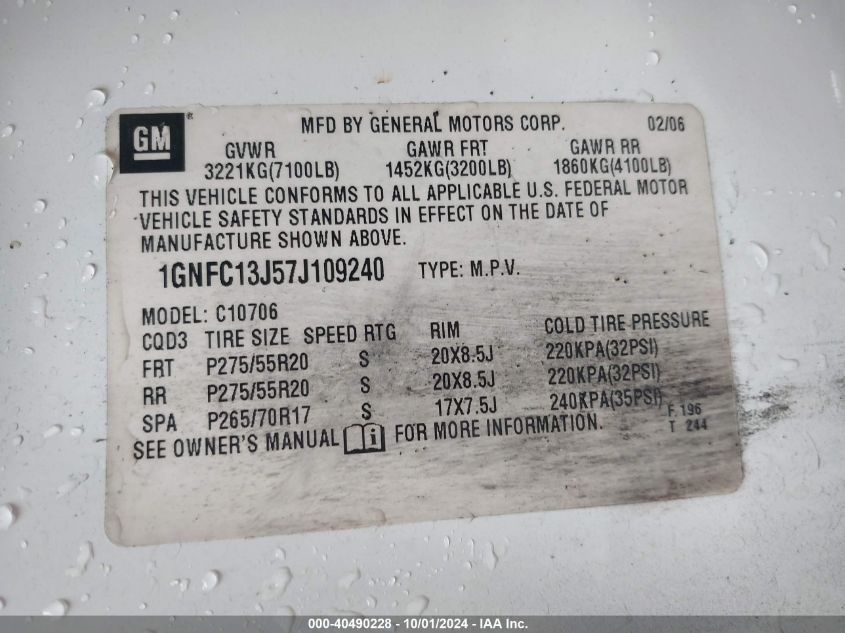 GM ® MFD BY GENERAL MOTORS CORP. 02/06
GVWR GAWR FRT GAWR RR
3221KG(7100LB) 1452KG(3200LB) 1860KG(4100LB)
THIS VEHICLE CONFORMS TO ALL APPLICABLE U.S. FEDERAL MOTOR
VEHICLE SAFETY STANDARDS IN EFFECT ON THE DATE OF
MANUFACTURE SHOWN ABOVE.
1GNFC13J57J109240 TYPE: M.P.V.
MODEL: C10706
CQD3 TIRE SIZE SPEED RTG RIM COLD TIRE PRESSURE
FRT P275/55R20 S 20X8.5J 220KPA(32PSI)
RR P275/55R20 S 20X8.5J 220KPA(32PSI)
SPA P265/70R17 S 17X7.5J 240KPA(35PSI) F 196
SEE OWNER'S MANUAL i FOR MORE INFORMATION. T 244
000-40490228 - 10/01/2024 - IAA Inc.